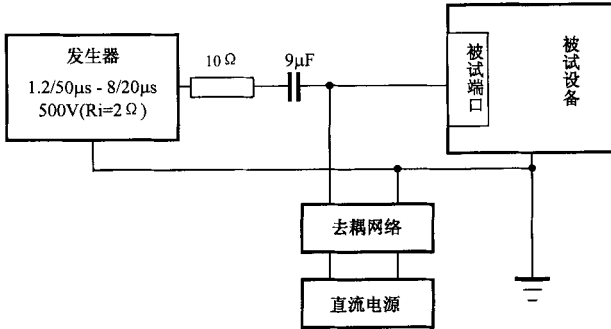 发生器
1.2/50μs - 8/20μs
500V(Ri=2Ω)
10Ω
9μF
被试端口
被试设备
去耦网络
直流电源